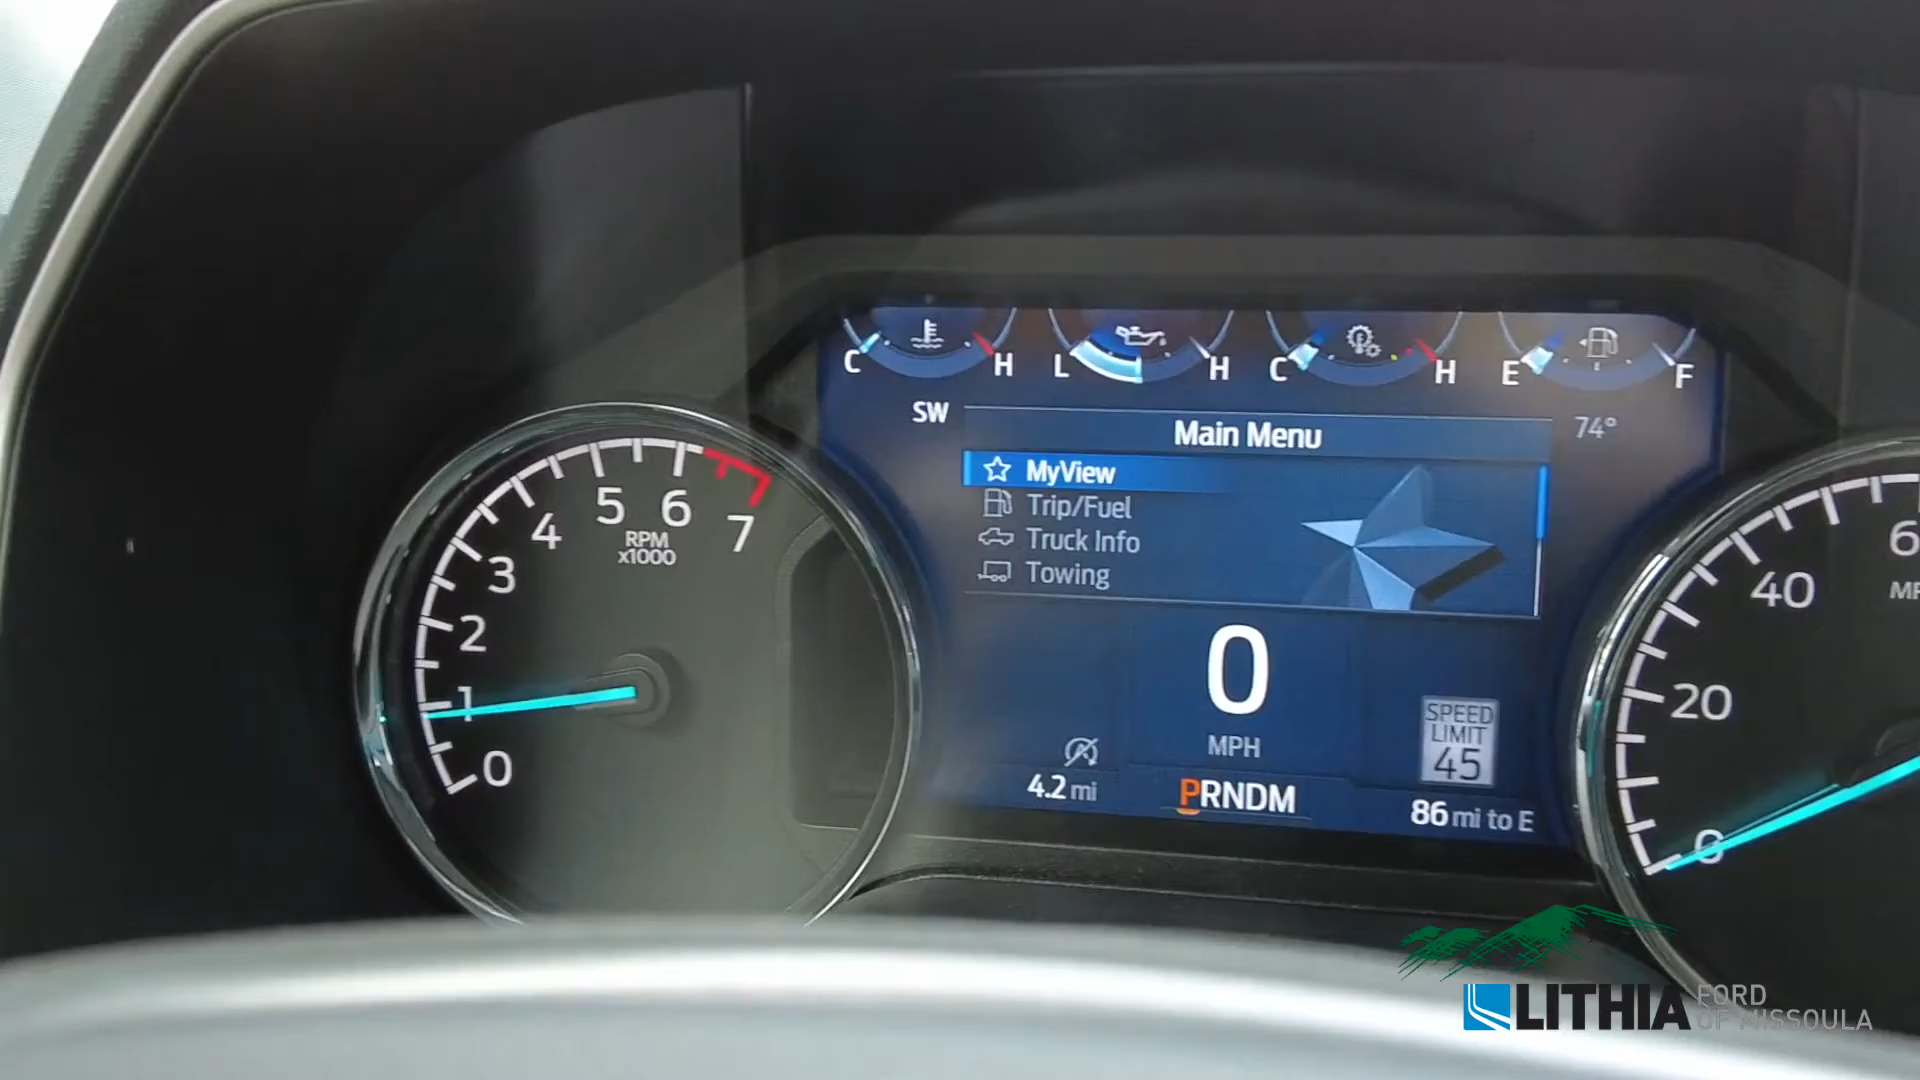 C H L H C H E F
SW
74°
Main Menu
MyView
Trip/Fuel
Truck Info
Towing
0
MPH
4.2 mi
PRNDM
SPEED
LIMIT
45
86 mi to E
0 1 2 3 4 5 6 7
RPM
x1000
0 20 40
LITHIA FORD
OF MISSOULA